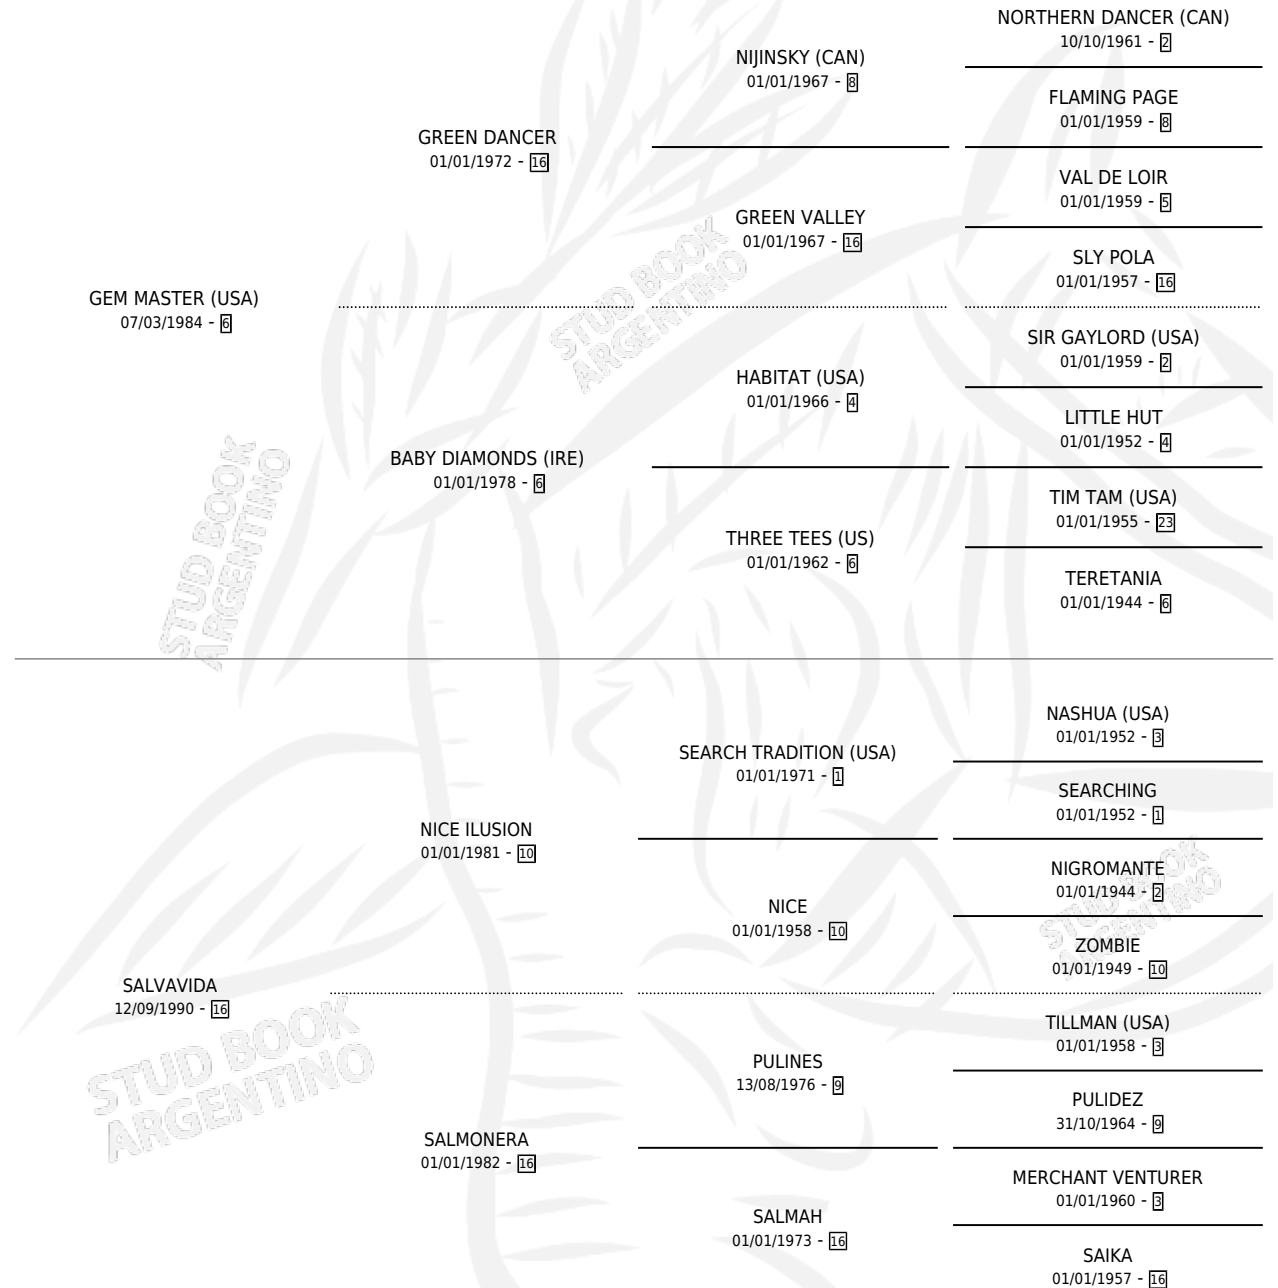 NORTHERN DANCER (CAN)
10/10/1961 - 2
NIJINSKY (CAN)
01/01/1967 - 8
FLAMING PAGE
01/01/1959 - 8
GREEN DANCER
01/01/1972 - 16
VAL DE LOIR
01/01/1959 - 5
GREEN VALLEY
01/01/1967 - 16
SLY POLA
01/01/1957 - 16
GEM MASTER (USA)
07/03/1984 - 6
SIR GAYLORD (USA)
01/01/1959 - 2
HABITAT (USA)
01/01/1966 - 4
LITTLE HUT
01/01/1952 - 4
BABY DIAMONDS (IRE)
01/01/1978 - 6
TIM TAM (USA)
01/01/1955 - 23
THREE TEES (US)
01/01/1962 - 6
TERETANIA
01/01/1944 - 6
NASHUA (USA)
01/01/1952 - 3
SEARCH TRADITION (USA)
01/01/1971 - 1
SEARCHING
01/01/1952 - 1
NICE ILUSION
01/01/1981 - 10
NIGROMANTE
01/01/1944 - 2
NICE
01/01/1958 - 10
ZOMBIE
01/01/1949 - 10
SALVAVIDA
12/09/1990 - 16
TILLMAN (USA)
01/01/1958 - 3
PULINES
13/08/1976 - 9
PULIDEZ
31/10/1964 - 9
SALMONERA
01/01/1982 - 16
MERCHANT VENTURER
01/01/1960 - 3
SALMAH
01/01/1973 - 16
SAIKA
01/01/1957 - 16
STUD BOOK
ARGENTINO
STUD BOOK
ARGENTINO
STUD BOOK
ARGENTINO
STUD BOOK
ARGENTINO